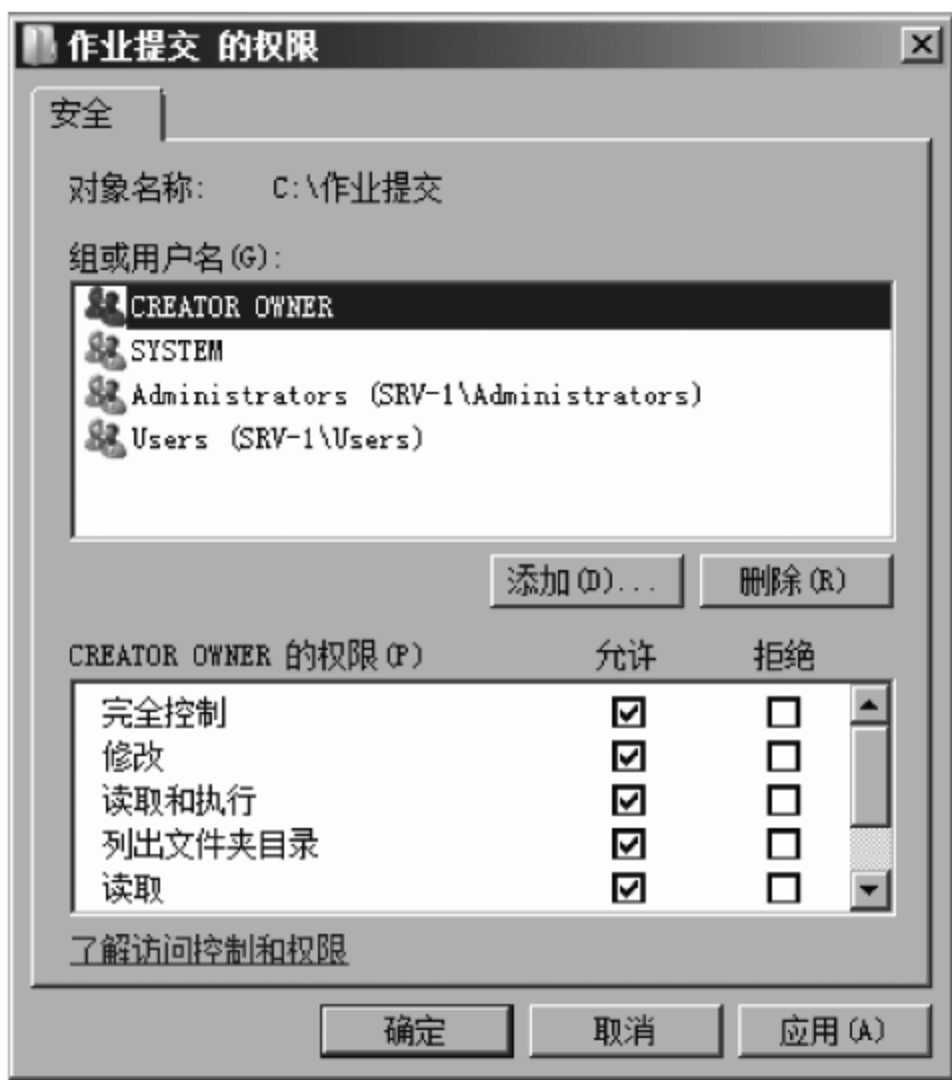 作业提交 的权限
安全
对象名称: C:\作业提交
组或用户名(G):
CREATOR OWNER
SYSTEM
Administrators (SRV-1\Administrators)
Users (SRV-1\Users)
添加(D)... 删除(R)
CREATOR OWNER 的权限(P) 允许 拒绝
完全控制
修改
读取和执行
列出文件夹目录
读取
了解访问控制和权限
确定 取消 应用(A)